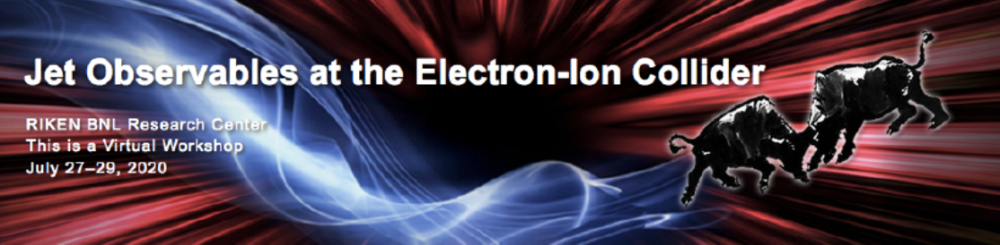 Jet Observables at the Electron-Ion Collider
RIKEN BNL Research Center
This is a Virtual Workshop
July 27–29, 2020